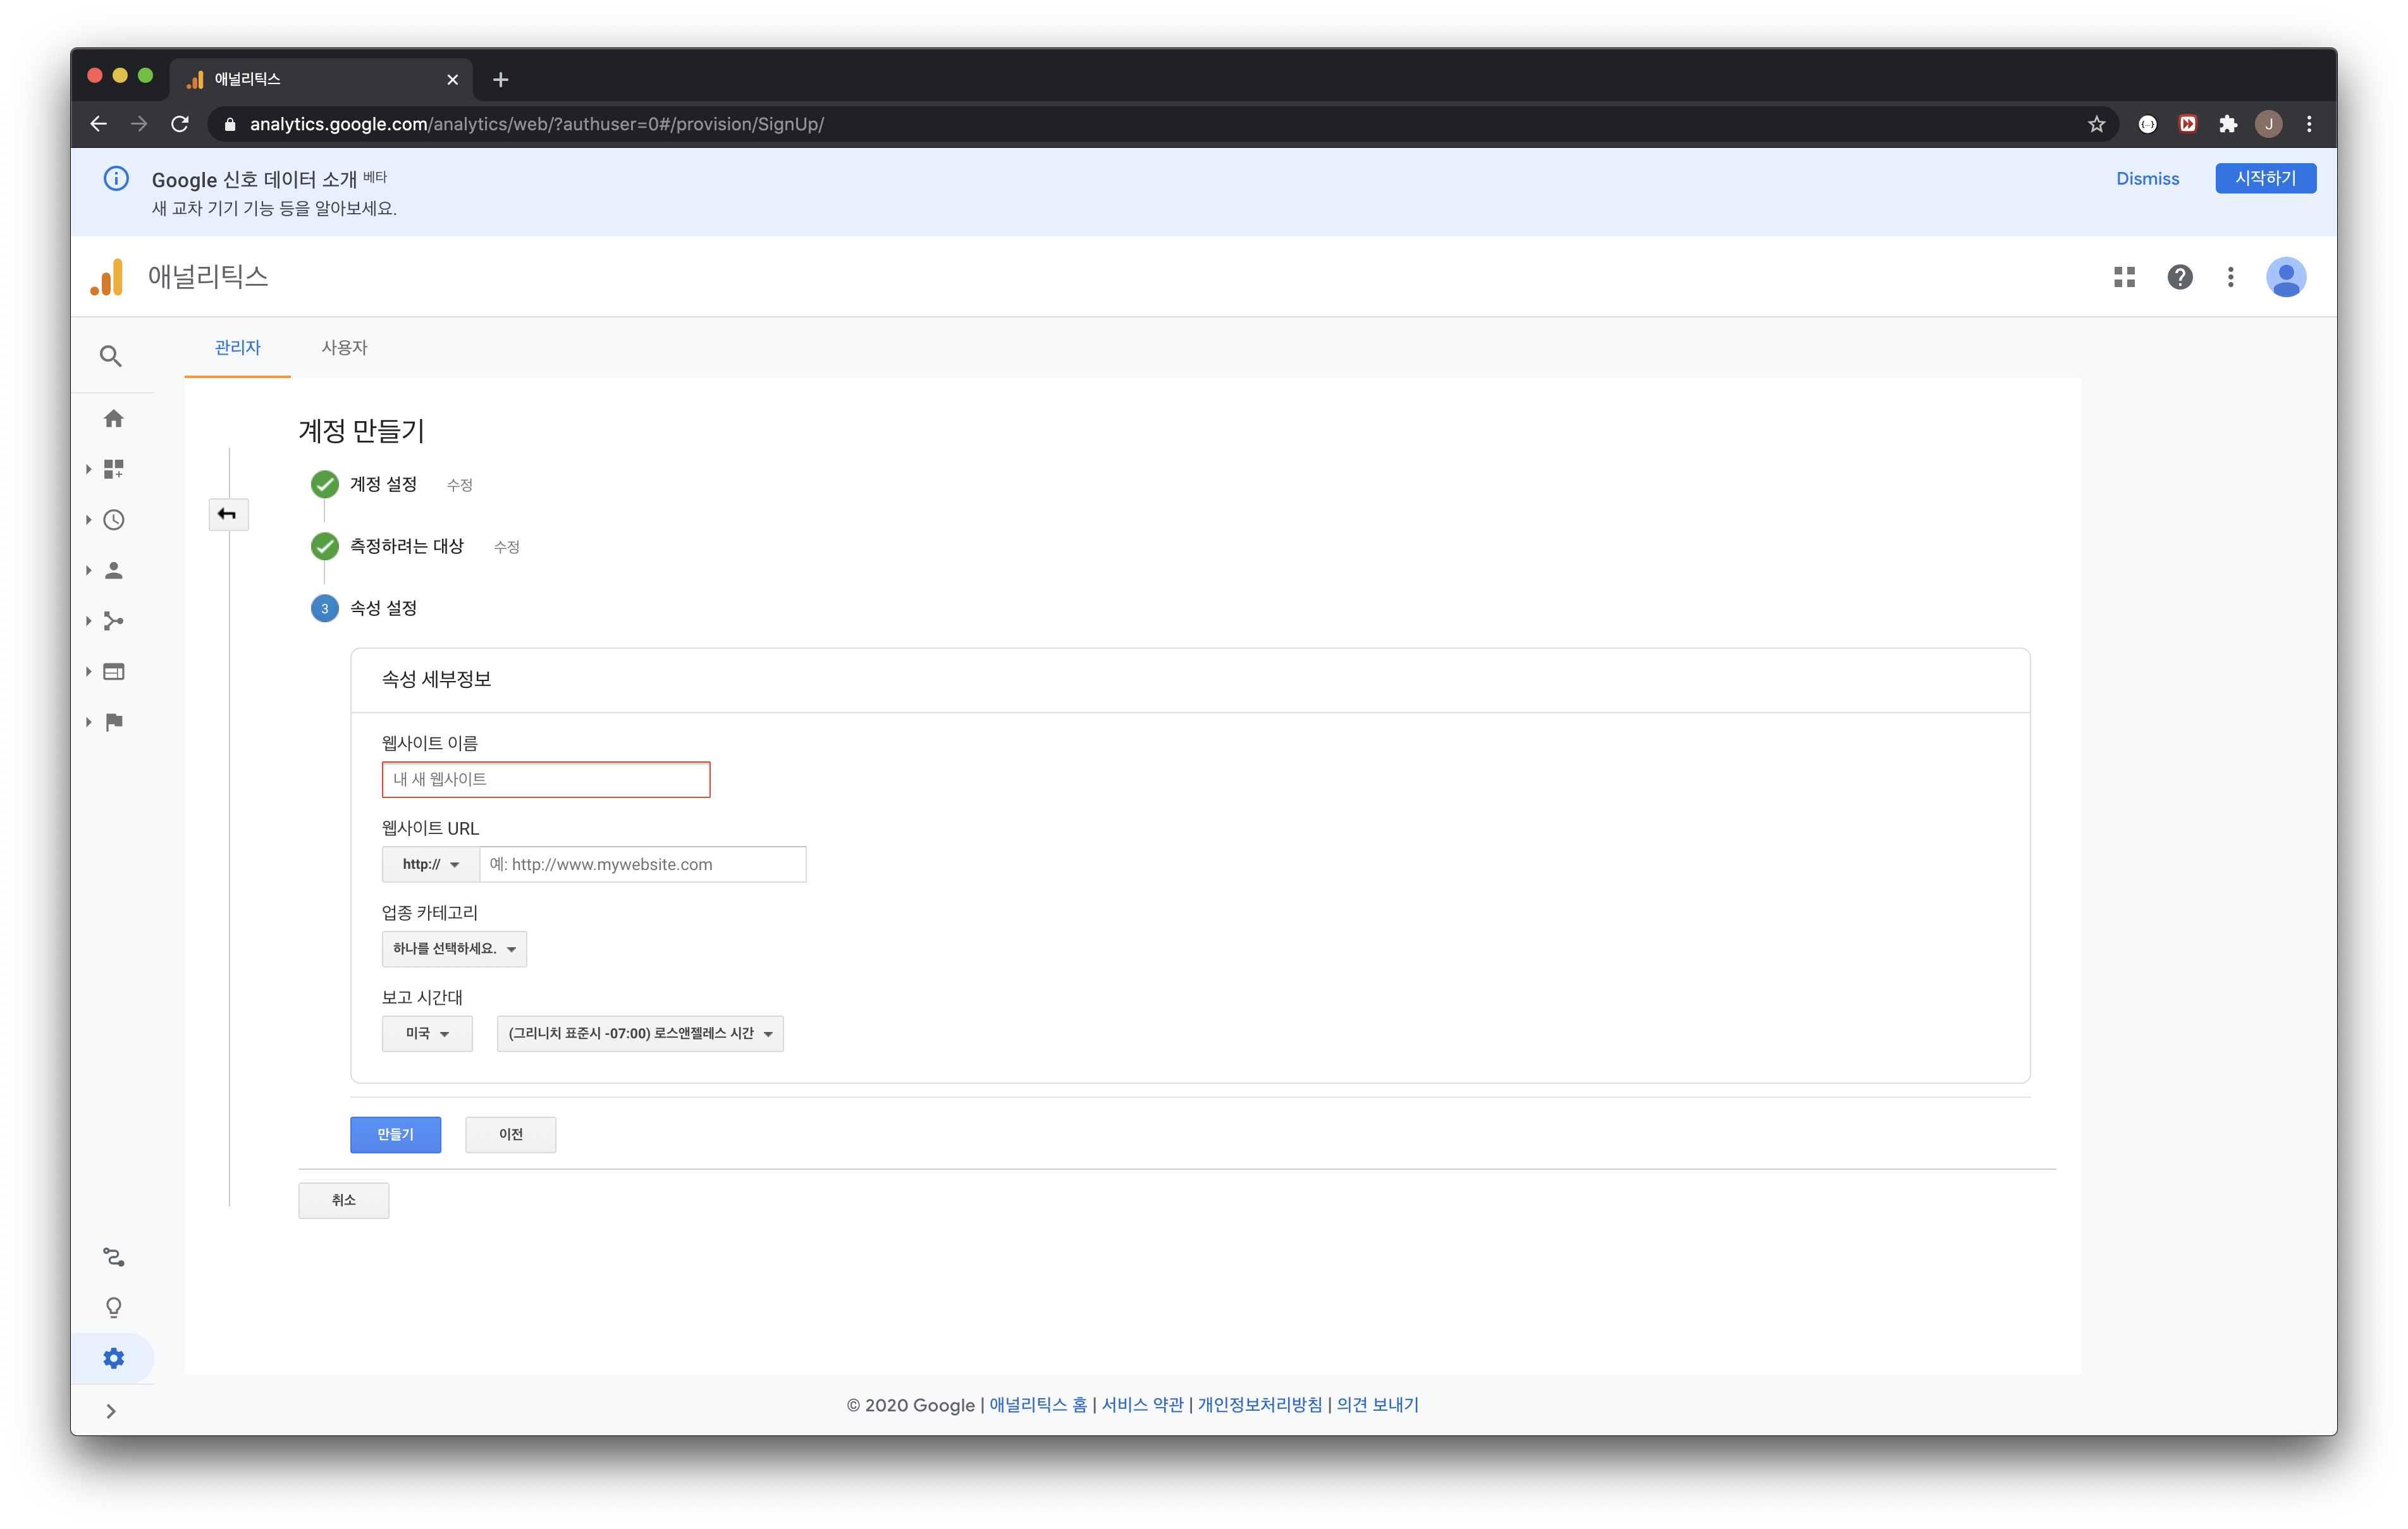 애널리틱스
analytics.google.com/analytics/web/?authuser=0#/provision/SignUp/
J
Google 신호 데이터 소개 베타
새 교차 기기 기능 등을 알아보세요.
Dismiss
시작하기
애널리틱스
관리자 사용자
계정 만들기
계정 설정 수정
측정하려는 대상 수정
3 속성 설정
속성 세부정보
웹사이트 이름
내 새 웹사이트
웹사이트 URL
http:// 예: http://www.mywebsite.com
업종 카테고리
하나를 선택하세요.
보고 시간대
미국 (그리니치 표준시 -07:00) 로스앤젤레스 시간
만들기 이전
취소
© 2020 Google | 애널리틱스 홈 | 서비스 약관 | 개인정보처리방침 | 의견 보내기